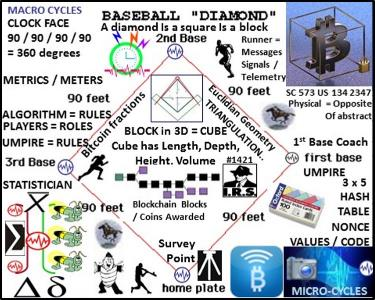 MACRO CYCLES
CLOCK FACE
90 / 90 / 90 / 90
= 360 degrees
BASEBALL "DIAMOND"
A diamond is a square is a block
2nd Base
Runner =
Messages
Signals /
Telemetry
SC 573 US 134 2347
Physical = Opposite
Of abstract
METRICS / METERS
90 feet
90 feet
ALGORITHM = RULES
PLAYERS = ROLES
UMPIRE = RULES
Bitcoin fractions
Euclidian Geometry
TRIANGULATION..
BLOCK in 3D = CUBE
Cube has Length, Depth,
Height. Volume
#1421
I.R.S.
3rd Base
1st Base Coach
first base
UMPIRE
STATISTICIAN
Blockchain Blocks
/ Coins Awarded
90 feet
90 feet
Oxford
100
3 x 5
HASH
TABLE
NONCE
VALUES / CODE
X
Σ
Δ δ
Survey
Point
home plate
MICRO-CYCLES